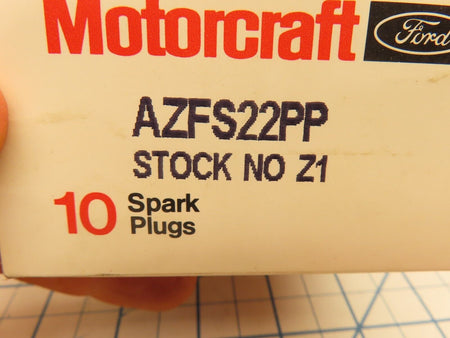 Motorcraft Ford
AZFS22PP
STOCK NO Z1
10 Spark
Plugs